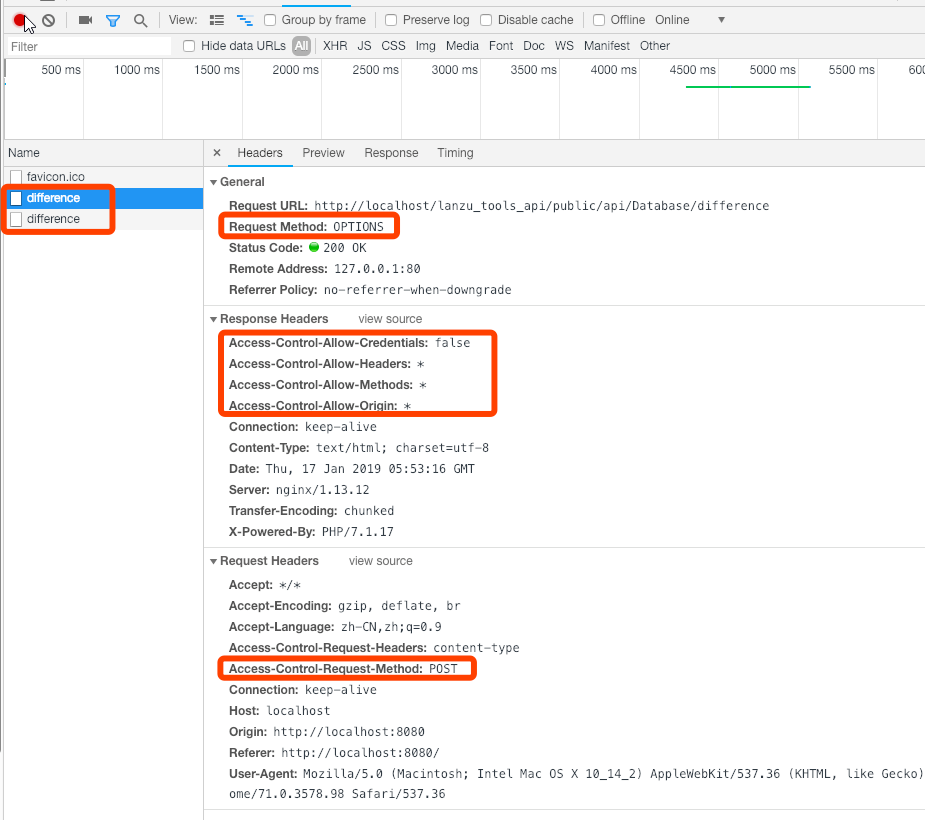 View: Group by frame Preserve log Disable cache Offline Online
Filter Hide data URLs All XHR JS CSS Img Media Font Doc WS Manifest Other
500 ms 1000 ms 1500 ms 2000 ms 2500 ms 3000 ms 3500 ms 4000 ms 4500 ms 5000 ms 5500 ms
Name
favicon.ico
difference
difference
× Headers Preview Response Timing
General
Request URL: http://localhost/lanzu_tools_api/public/api/Database/difference
Request Method: OPTIONS
Status Code: 200 OK
Remote Address: 127.0.0.1:80
Referrer Policy: no-referrer-when-downgrade
Response Headers view source
Access-Control-Allow-Credentials: false
Access-Control-Allow-Headers: *
Access-Control-Allow-Methods: *
Access-Control-Allow-Origin: *
Connection: keep-alive
Content-Type: text/html; charset=utf-8
Date: Thu, 17 Jan 2019 05:53:16 GMT
Server: nginx/1.13.12
Transfer-Encoding: chunked
X-Powered-By: PHP/7.1.17
Request Headers view source
Accept: */*
Accept-Encoding: gzip, deflate, br
Accept-Language: zh-CN,zh;q=0.9
Access-Control-Request-Headers: content-type
Access-Control-Request-Method: POST
Connection: keep-alive
Host: localhost
Origin: http://localhost:8080
Referer: http://localhost:8080/
User-Agent: Mozilla/5.0 (Macintosh; Intel Mac OS X 10_14_2) AppleWebKit/537.36 (KHTML, like Gecko)
ome/71.0.3578.98 Safari/537.36